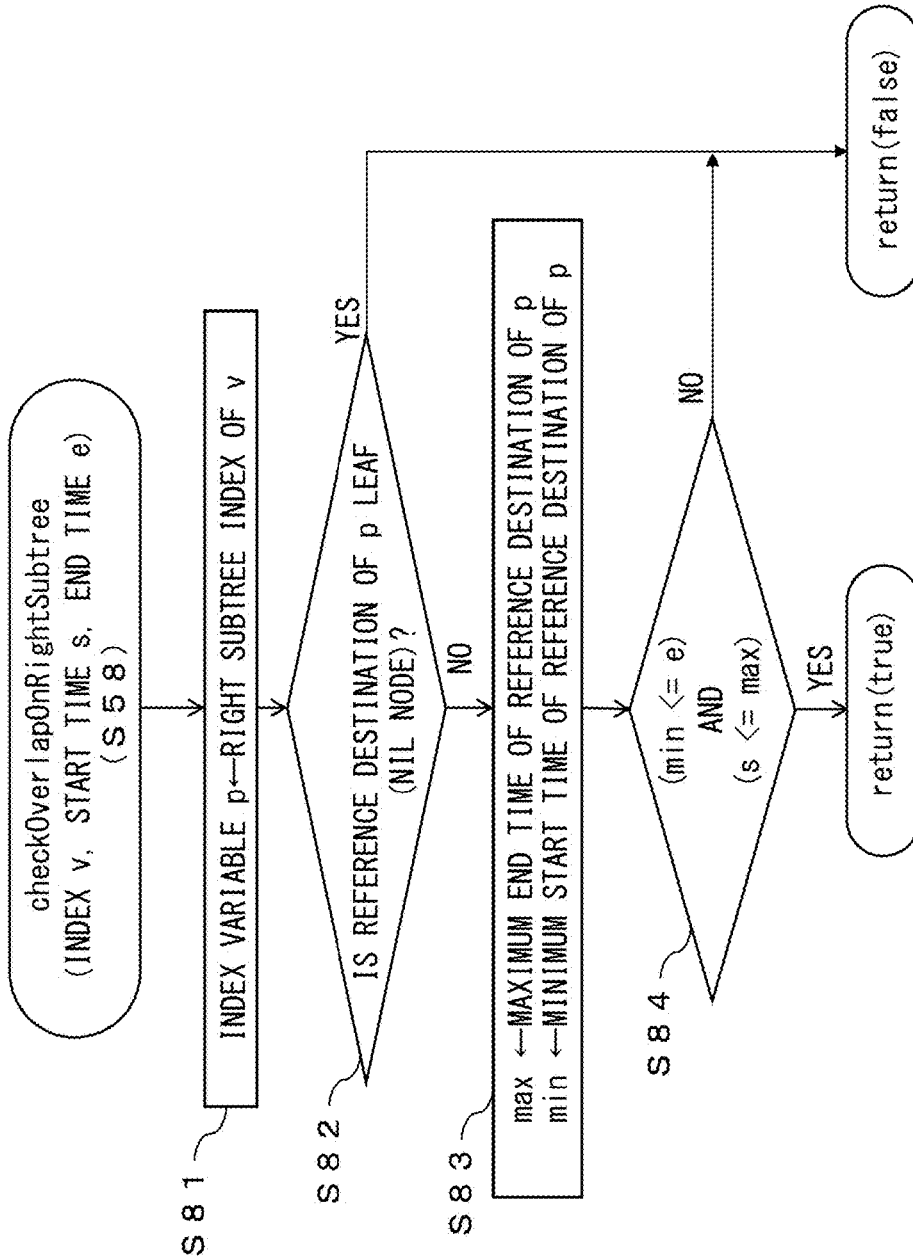 checkOverlapOnRightSubtree
(INDEX v, START TIME s, END TIME e)
(S58)
S81
INDEX VARIABLE p←RIGHT SUBTREE INDEX OF v
S82
IS REFERENCE DESTINATION OF p LEAF
(NIL NODE)?
YES
NO
S83
max ←MAXIMUM END TIME OF REFERENCE DESTINATION OF p
min ←MINIMUM START TIME OF REFERENCE DESTINATION OF p
S84
(min <= e)
AND
(s <= max)
NO
YES
return(true)
return(false)